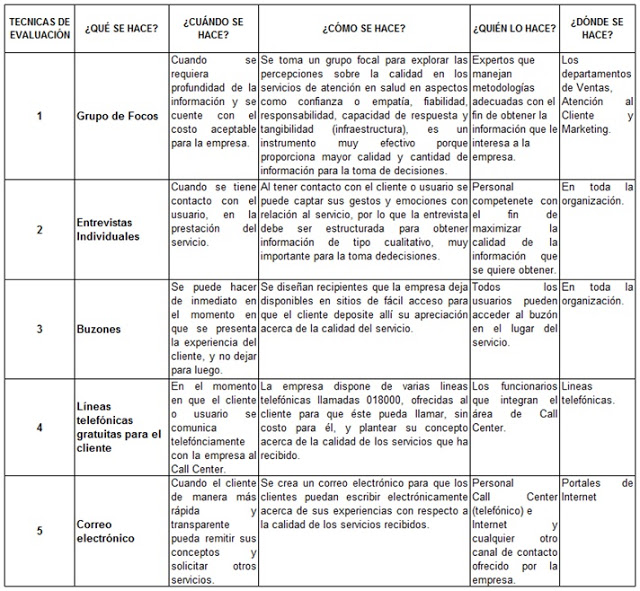 TECNICAS DE
EVALUACIÓN
¿QUÉ SE HACE?
¿CUÁNDO SE
HACE?
¿CÓMO SE HACE?
¿QUIÉN LO HACE?
¿DÓNDE SE
HACE?
1
Grupo de Focos
Cuando se
requiera
profundidad de la
información y se
cuente con el
costo aceptable
para la empresa.
Se toma un grupo focal para explorar las
percepciones sobre la calidad en los
servicios de atención en salud en aspectos
como confianza o empatía, fiabilidad,
responsabilidad, capacidad de respuesta y
tangibilidad (infraestructura), es un
instrumento muy efectivo porque
proporciona mayor calidad y cantidad de
información para la toma de decisiones.
Expertos que
manejan
metodologías
adecuadas con el
fin de obtener la
información que le
interesa a la
empresa.
Los
departamentos
de Ventas,
Atención al
Cliente y
Marketing.
2
Entrevistas
Individuales
Cuando se tiene
contacto con el
usuario, en la
prestación del
servicio.
Al tener contacto con el cliente o usuario se
puede captar sus gestos y emociones con
relación al servicio, por lo que la entrevista
debe ser estructurada para obtener
información de tipo cualitativo, muy
importante para la toma dedecisiones.
Personal
competenete con
el fin de
maximizar la
calidad de la
información que
se quiere obtener.
En toda la
organización.
3
Buzones
Se puede hacer
de inmediato en
el momento en
que se presenta
la experiencia del
cliente, y no dejar
para luego.
Se diseñan recipientes que la empresa deja
disponibles en sitios de fácil acceso para
que el cliente deposite allí su apreciación
acerca de la calidad del servicio.
Todos los
usuarios pueden
acceder al buzón
en el lugar del
servicio.
En toda la
organización.
4
Líneas
telefónicas
gratuitas para el
cliente
En el momento
en que el cliente
o usuario se
comunica
telefónciamente
con la empresa al
Call Center.
La empresa dispone de varias lineas
telefónicas llamadas 018000, ofrecidas al
cliente para que éste pueda llamar, sin
costo para él, y plantear su concepto
acerca de la calidad de los servicios que ha
recibido.
Los funcionarios
que integran el
área de Call
Center.
Lineas
telefónicas.
5
Correo
electrónico
Cuando el cliente
de manera más
rápida y
transparente
pueda remitir sus
conceptos y
solicitar otros
servicios.
Se crea un correo electrónico para que los
clientes puedan escribir electrónicamente
acerca de sus experiencias con respecto a
la calidad de los servicios recibidos.
Personal
Call Center
(telefónico) e
Internet y
cualquier otro
canal de contacto
ofrecido por la
empresa.
Portales de
Internet